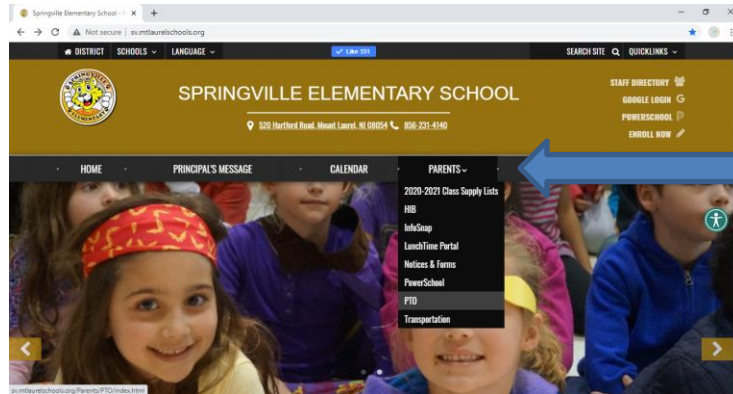 Springville Elementary School -
Not secure | sv.mtlaurelschools.org
DISTRICT SCHOOLS LANGUAGE Like 331 SEARCH SITE QUICKLINKS
SPRINGVILLE ELEMENTARY SCHOOL
520 Hartford Road, Mount Laurel, NJ 08054 856-231-4140
STAFF DIRECTORY
GOOGLE LOGIN G
POWERSCHOOL P
ENROLL NOW
HOME PRINCIPAL'S MESSAGE CALENDAR PARENTS
2020-2021 Class Supply Lists
HIB
InfoSnap
LunchTime Portal
Notices & Forms
PowerSchool
PTO
Transportation
sv.mtlaurelschools.org/Parents/PTO/index.html